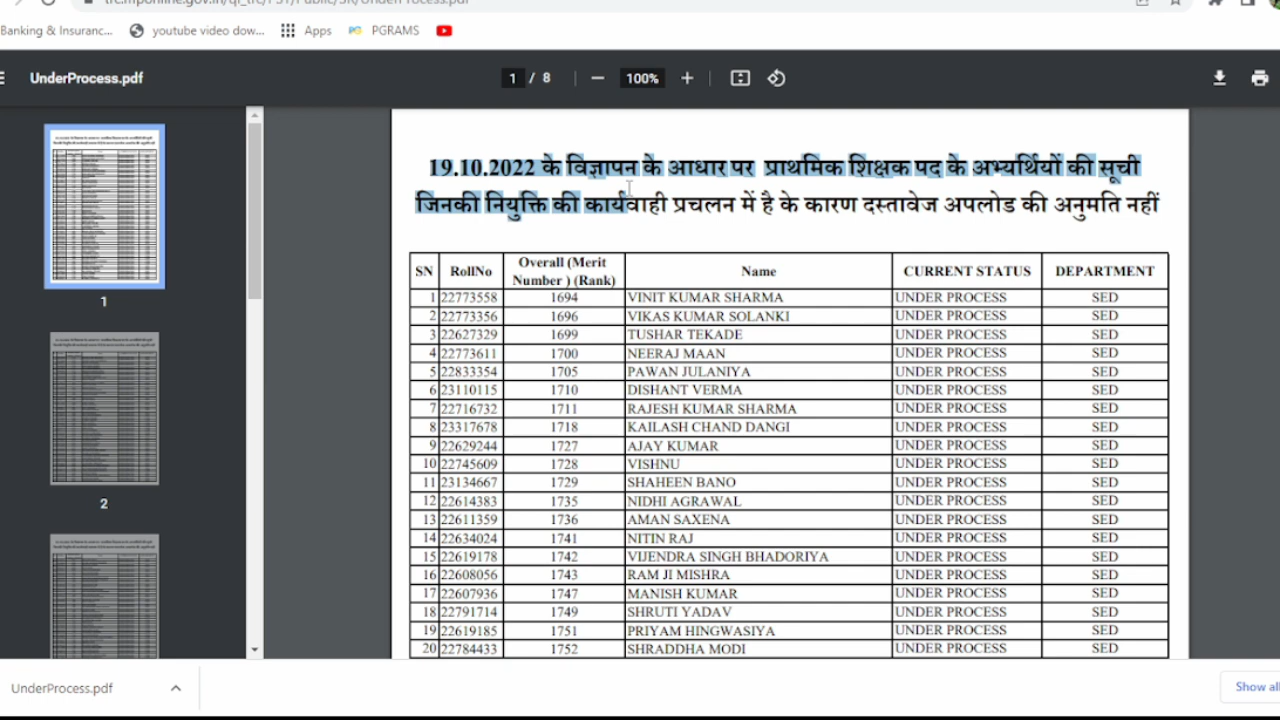 Banking & Insuranc... youtube video dow... Apps PG PGRAMS
UnderProcess.pdf 1 / 8 100%
19.10.2022 के विज्ञापन के आधार पर प्राथमिक शिक्षक पद के अभ्यर्थियों की सूची
जिनकी नियुक्ति की कार्यवाही प्रचलन में है के कारण दस्तावेज अपलोड की अनुमति नहीं
SN RollNo Overall (Merit Number ) (Rank) Name CURRENT STATUS DEPARTMENT
1 22773558 1694 VINIT KUMAR SHARMA UNDER PROCESS SED
2 22773356 1696 VIKAS KUMAR SOLANKI UNDER PROCESS SED
3 22627329 1699 TUSHAR TEKADE UNDER PROCESS SED
4 22773611 1700 NEERAJ MAAN UNDER PROCESS SED
5 22833354 1705 PAWAN JULANIYA UNDER PROCESS SED
6 23110115 1710 DISHANT VERMA UNDER PROCESS SED
7 22716732 1711 RAJESH KUMAR SHARMA UNDER PROCESS SED
8 23317678 1718 KAILASH CHAND DANGI UNDER PROCESS SED
9 22629244 1727 AJAY KUMAR UNDER PROCESS SED
10 22745609 1728 VISHNU UNDER PROCESS SED
11 23134667 1729 SHAHEEN BANO UNDER PROCESS SED
12 22614383 1735 NIDHI AGRAWAL UNDER PROCESS SED
13 22611359 1736 AMAN SAXENA UNDER PROCESS SED
14 22634024 1741 NITIN RAJ UNDER PROCESS SED
15 22619178 1742 VIJENDRA SINGH BHADORIYA UNDER PROCESS SED
16 22608056 1743 RAM JI MISHRA UNDER PROCESS SED
17 22607936 1747 MANISH KUMAR UNDER PROCESS SED
18 22791714 1749 SHRUTI YADAV UNDER PROCESS SED
19 22619185 1751 PRIYAM HINGWASIYA UNDER PROCESS SED
20 22784433 1752 SHRADDHA MODI UNDER PROCESS SED
1
2
UnderProcess.pdf Show all